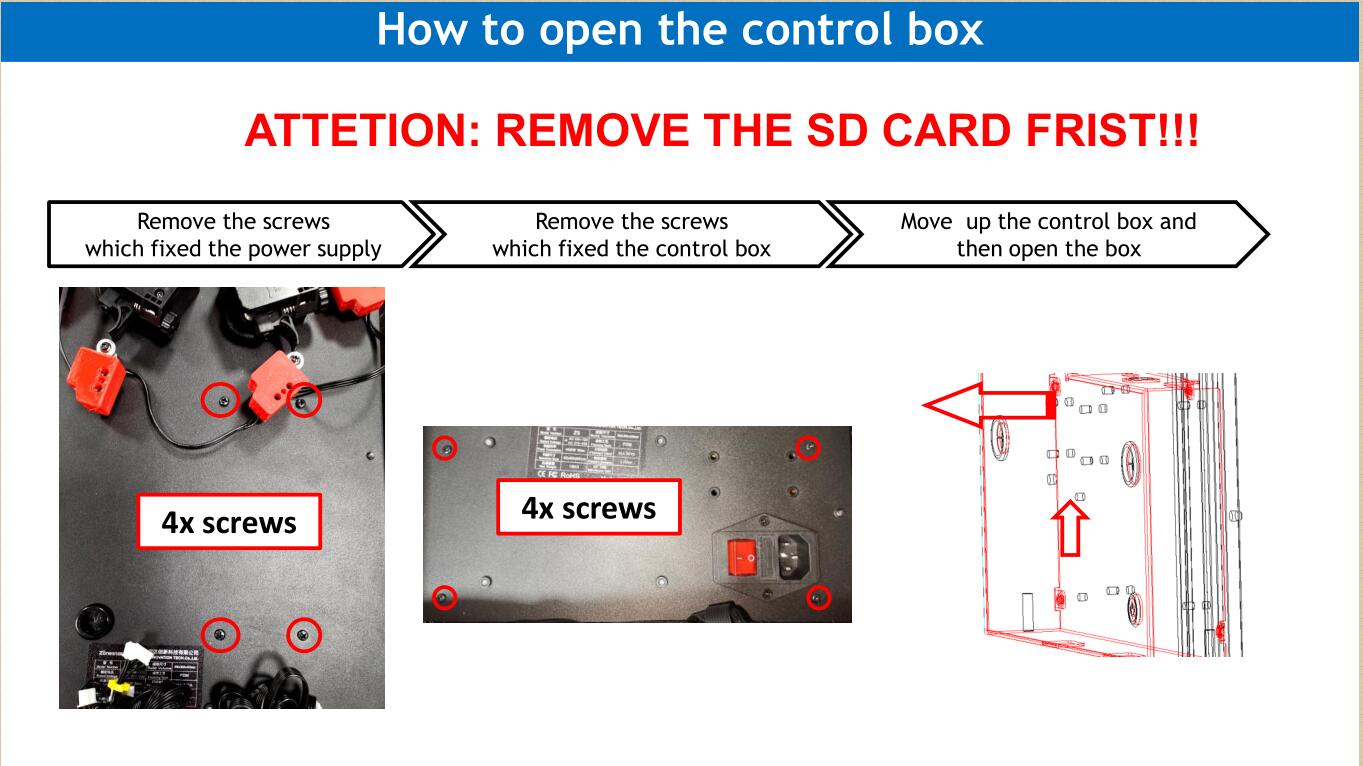 How to open the control box
ATTETION: REMOVE THE SD CARD FRIST!!!
Remove the screws
which fixed the power supply
Remove the screws
which fixed the control box
Move  up the control box and
then open the box
4x screws
4x screws